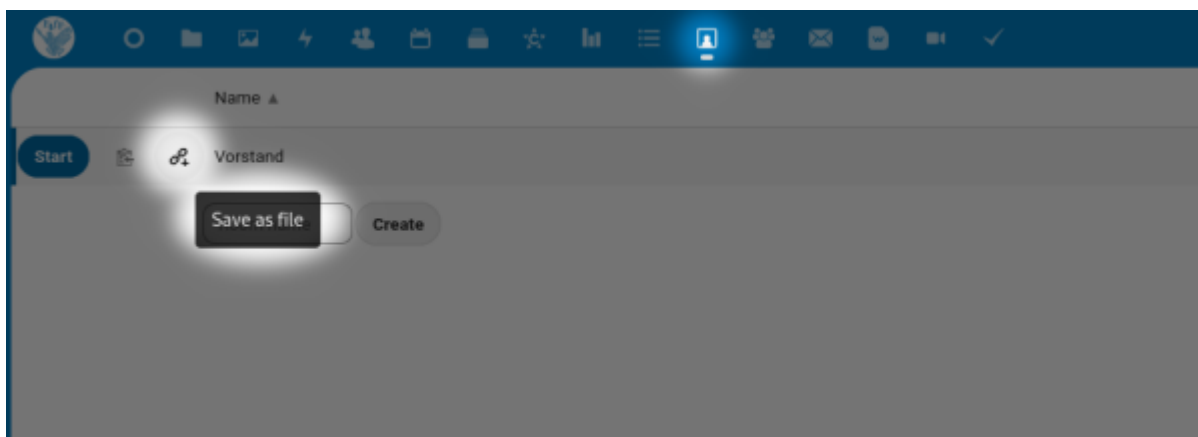 Name ▲
Start
Vorstand
Save as file
Create